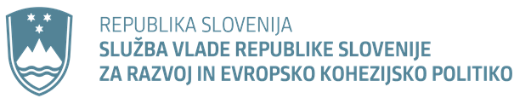 REPUBLIKA SLOVENIJA
SLUŽBA VLADE REPUBLIKE SLOVENIJE
ZA RAZVOJ IN EVROPSKO KOHEZIJSKO POLITIKO